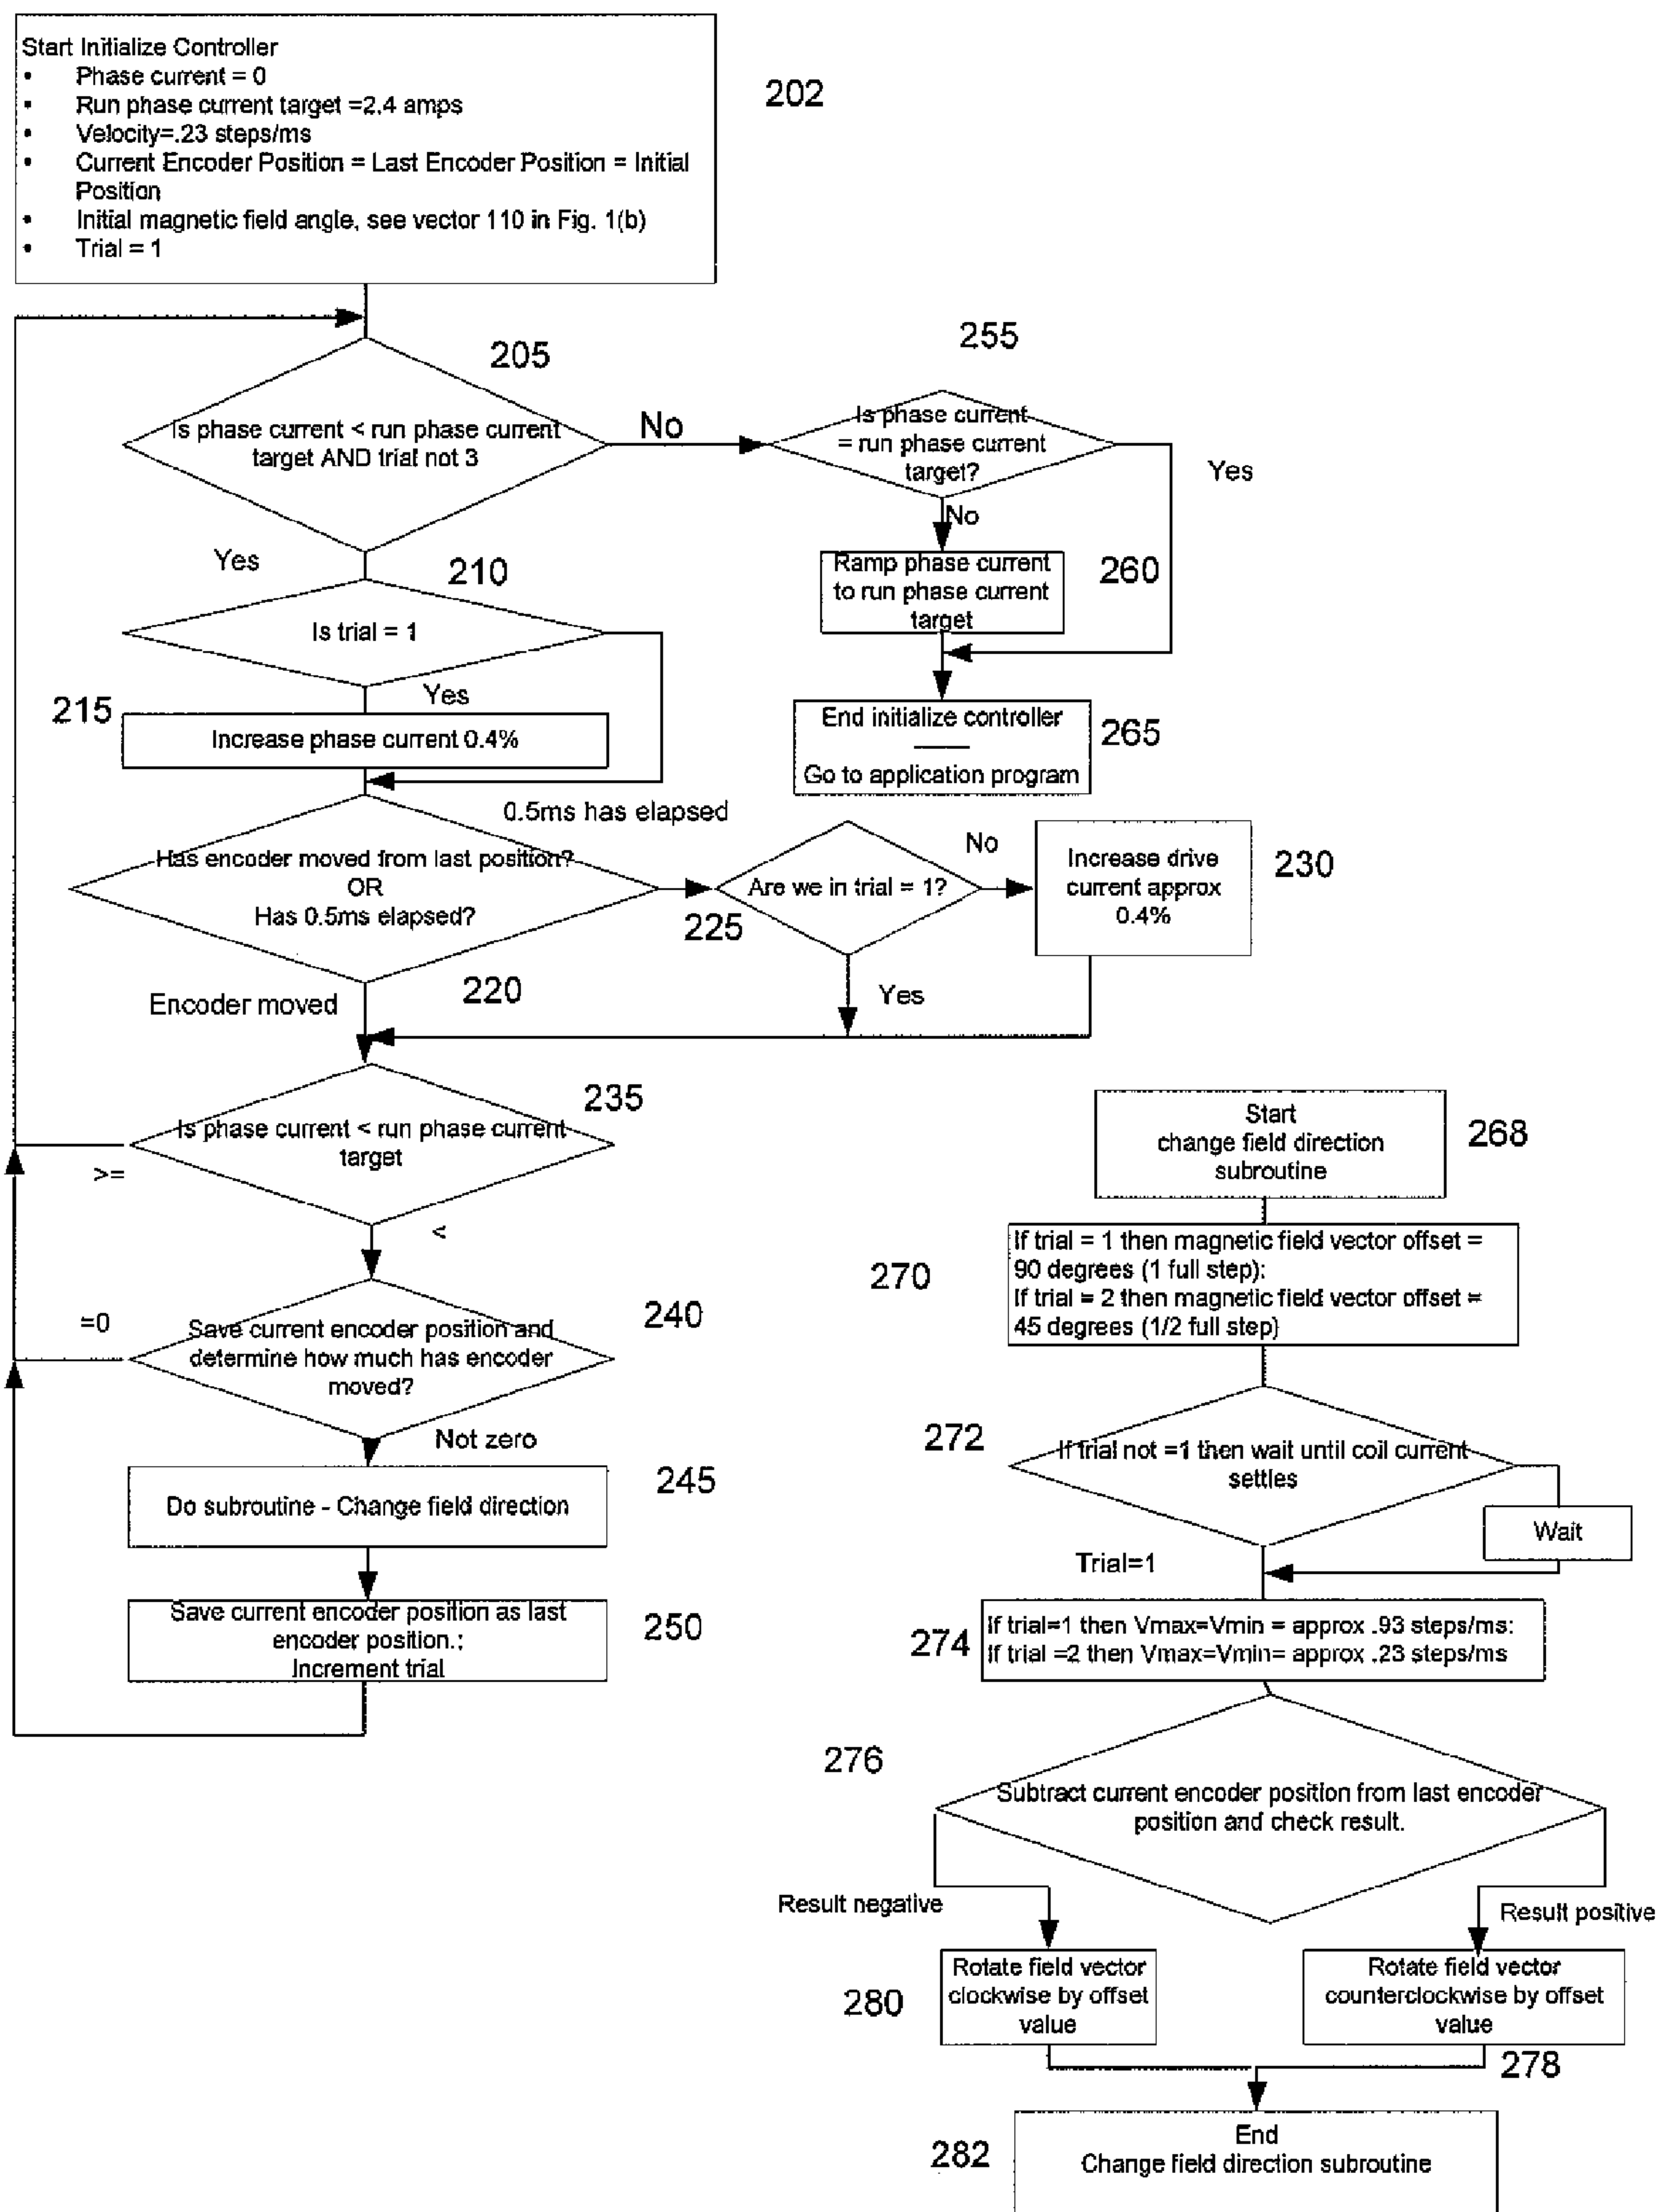 Start Initialize Controller
• Phase current = 0
• Run phase current target =2.4 amps
• Velocity=.23 steps/ms
• Current Encoder Position = Last Encoder Position = Initial
Position
• Initial magnetic field angle, see vector 110 in Fig. 1(b)
• Trial = 1
202
205
Is phase current < run phase current
target AND trial not 3
No
255
Is phase current
= run phase current
target?
Yes
No
Yes
210
Ramp phase current
to run phase current
target
260
Is trial = 1
Yes
215
Increase phase current 0.4%
End initialize controller
Go to application program
265
0.5ms has elapsed
Has encoder moved from last position?
OR
Has 0.5ms elapsed?
220
Are we in trial = 1?
225
No
Increase drive
current approx
0.4%
230
Yes
Encoder moved
235
Is phase current < run phase current
target
>=
<
240
=0
Save current encoder position and
determine how much has encoder
moved?
Not zero
245
Do subroutine - Change field direction
Save current encoder position as last
encoder position.;
Increment trial
250
Start
change field direction
subroutine
268
270
If trial = 1 then magnetic field vector offset =
90 degrees (1 full step):
If trial = 2 then magnetic field vector offset =
45 degrees (1/2 full step)
272
If trial not =1 then wait until coil current
settles
Wait
Trial=1
274
If trial=1 then Vmax=Vmin = approx .93 steps/ms:
If trial =2 then Vmax=Vmin= approx .23 steps/ms
276
Subtract current encoder position from last encoder
position and check result.
Result negative
Result positive
280
Rotate field vector
clockwise by offset
value
Rotate field vector
counterclockwise by offset
value
278
282
End
Change field direction subroutine